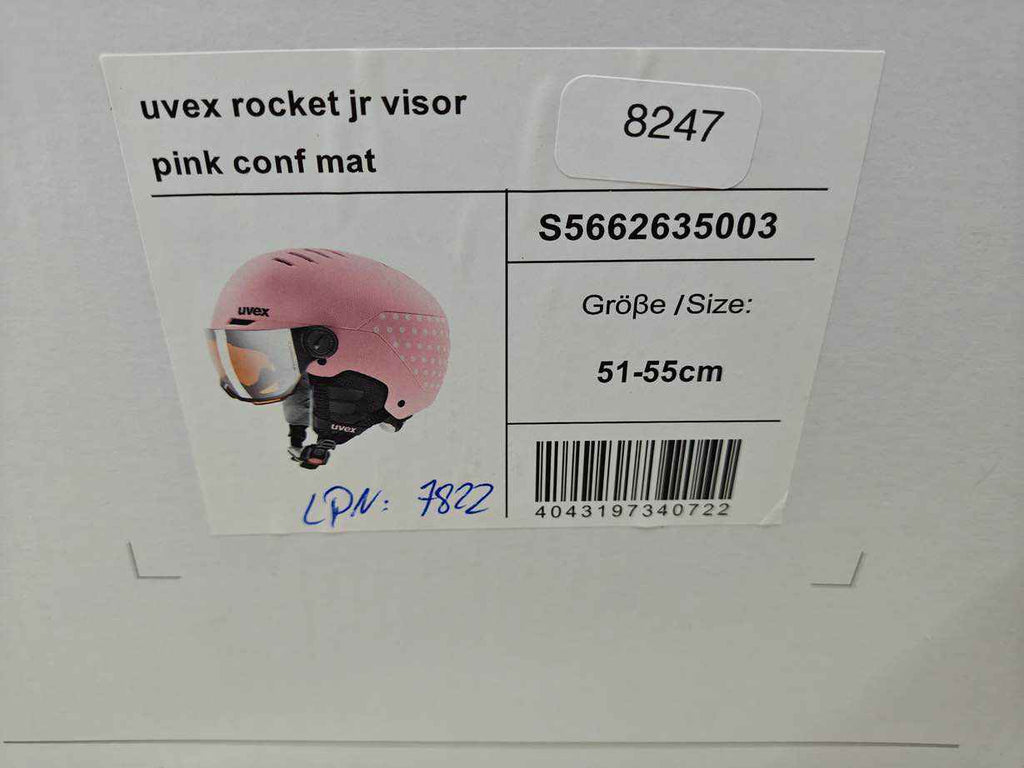 uvex rocket jr visor
pink conf mat
8247
S5662635003
Größe /Size:
51-55cm
uvex
uvex
LPN: 7822
4043197340722